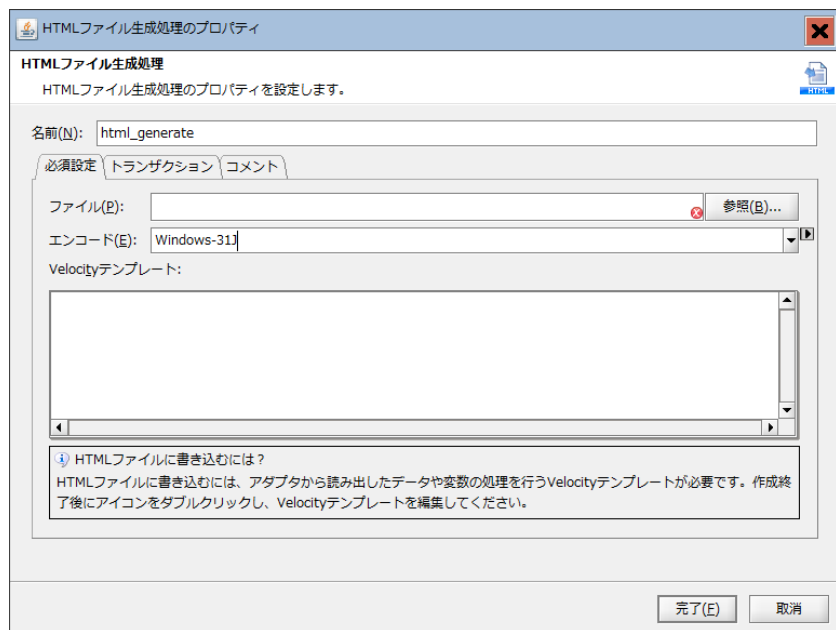 HTMLファイル生成処理のプロパティ
HTMLファイル生成処理
HTMLファイル生成処理のプロパティを設定します。
HTML
名前(N): html_generate
必須設定 トランザクション コメント
ファイル(P): 参照(B)...
エンコード(E): Windows-31J
Velocityテンプレート:
HTMLファイルに書き込むには？
HTMLファイルに書き込むには、アダプタから読み出したデータや変数の処理を行うVelocityテンプレートが必要です。作成終
了後にアイコンをダブルクリックし、Velocityテンプレートを編集してください。
完了(F) 取消